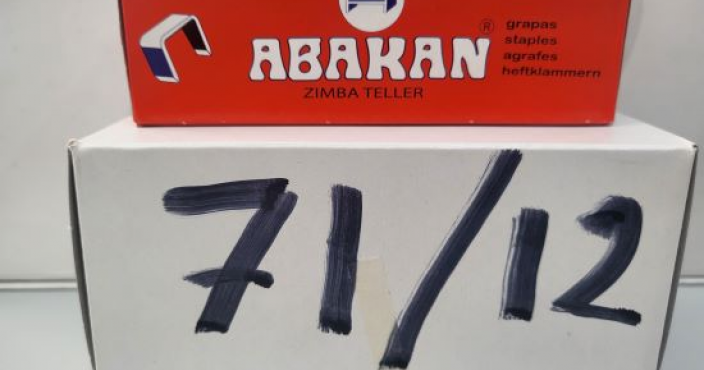 ABAKAN ®
grapas
staples
agrafes
heftklammern
ZIMBA TELLER
71/12